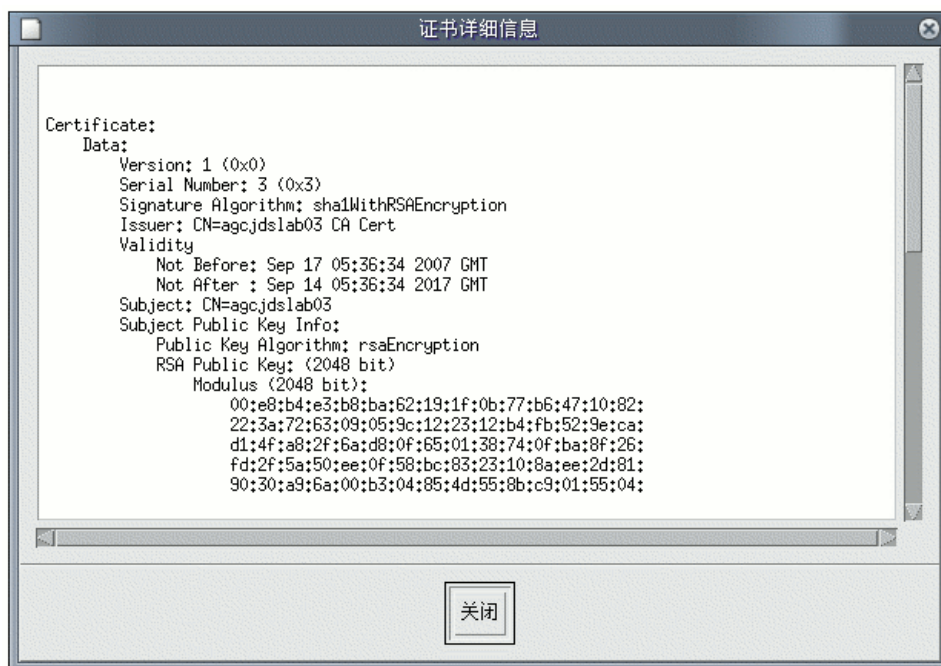 证书详细信息
Certificate:
Data:
Version: 1 (0x0)
Serial Number: 3 (0x3)
Signature Algorithm: sha1WithRSAEncryption
Issuer: CN=agcjdslab03 CA Cert
Validity
Not Before: Sep 17 05:36:34 2007 GMT
Not After : Sep 14 05:36:34 2017 GMT
Subject: CN=agcjdslab03
Subject Public Key Info:
Public Key Algorithm: rsaEncryption
RSA Public Key: (2048 bit)
Modulus (2048 bit):
00:e8:b4:e3:b8:ba:62:19:1f:0b:77:b6:47:10:82:
22:3a:72:63:09:05:9c:12:23:12:b4:fb:52:9e:ca:
d1:4f:a8:2f:6a:d8:0f:65:01:38:74:0f:ba:8f:26:
fd:2f:5a:50:ee:0f:58:bc:83:23:10:8a:ee:2d:81:
90:30:a9:6a:00:b3:04:85:4d:55:8b:c9:01:55:04:
关闭